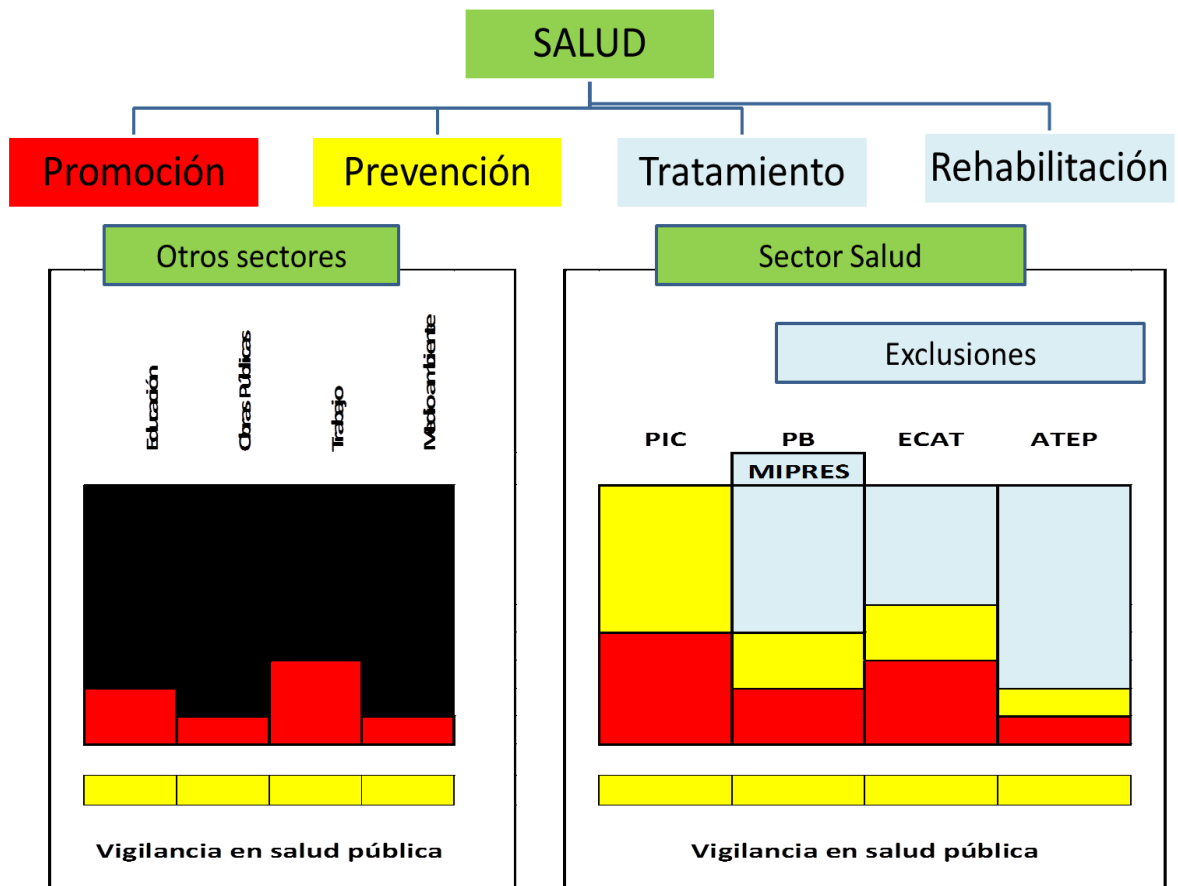 SALUD
Promoción
Prevención
Tratamiento
Rehabilitación
Otros sectores
Sector Salud
Educación
Obras Públicas
Trabajo
Medio ambiente
Exclusiones
PIC
PB
ECAT
ATEP
MIPRES
Vigilancia en salud pública
Vigilancia en salud pública